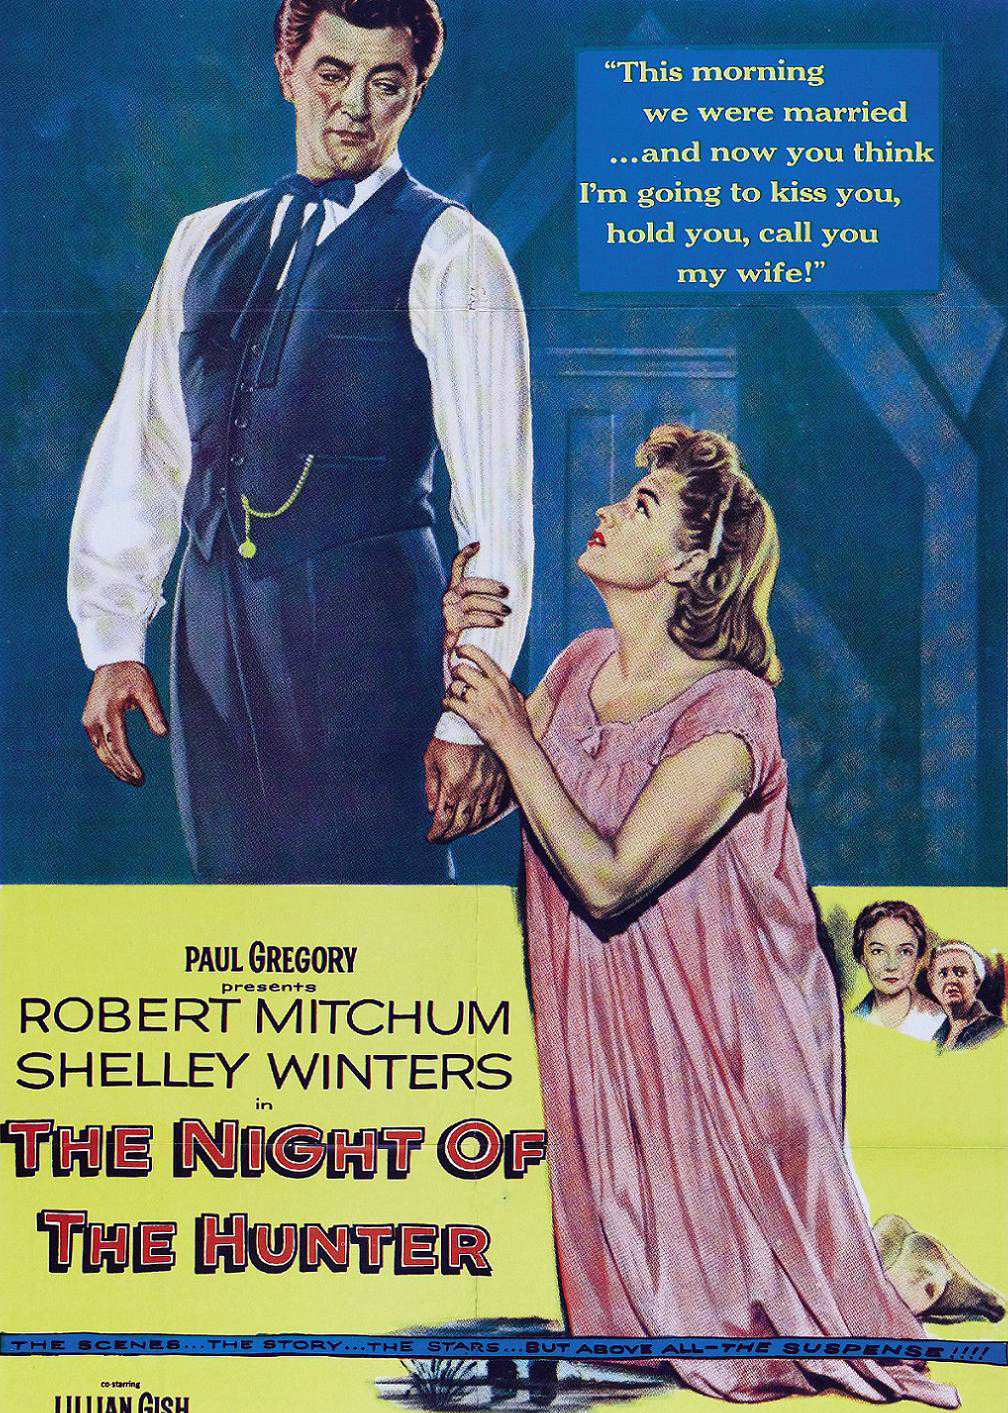 “This morning
we were married
...and now you think
I’m going to kiss you,
hold you, call you
my wife!”
PAUL GREGORY
presents
ROBERT MITCHUM
SHELLEY WINTERS
in
THE NIGHT OF
THE HUNTER
THE SCENES...THE STORY...THE STARS...BUT ABOVE ALL-THE SUSPENSE!!!!
co-starring
LILLIAN GISH